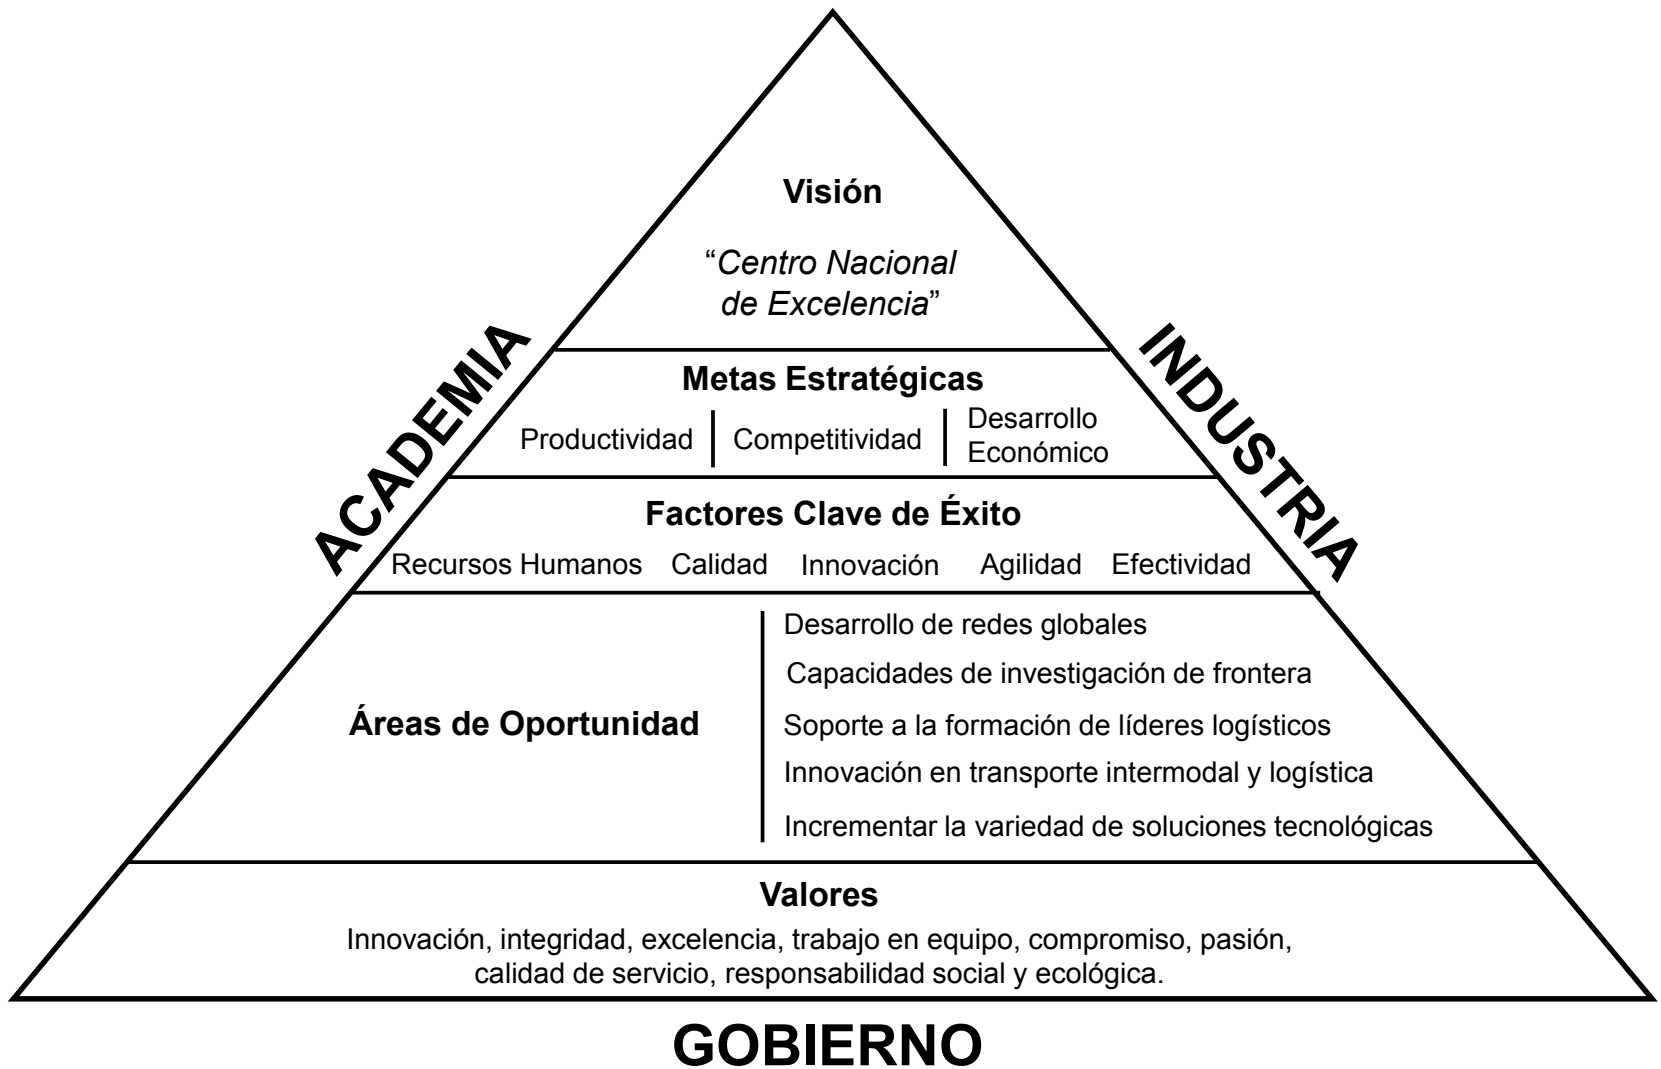 Visión
“Centro Nacional
de Excelencia”
ACADEMIA
INDUSTRIA
Metas Estratégicas
Productividad
Competitividad
Desarrollo
Económico
Factores Clave de Éxito
Recursos Humanos Calidad Innovación Agilidad Efectividad
Áreas de Oportunidad
Desarrollo de redes globales
Capacidades de investigación de frontera
Soporte a la formación de líderes logísticos
Innovación en transporte intermodal y logística
Incrementar la variedad de soluciones tecnológicas
Valores
Innovación, integridad, excelencia, trabajo en equipo, compromiso, pasión,
calidad de servicio, responsabilidad social y ecológica.
GOBIERNO